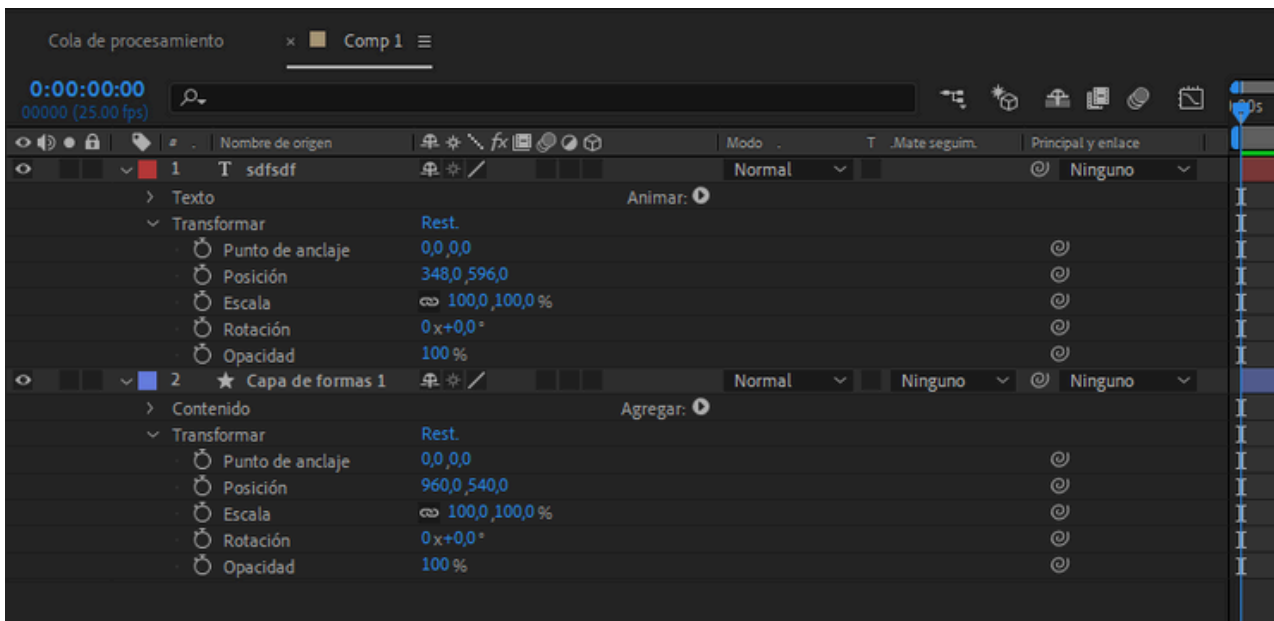 Cola de procesamiento × Comp 1 ≡
0:00:00:00
00000 (25.00 fps)
# . Nombre de origen fx Modo . T .Mate seguim. Principal y enlace
1 T sdfsdf Normal Ninguno
Texto Animar:
Transformar Rest.
Punto de anclaje 0,0 ,0,0
Posición 348,0 ,596,0
Escala 100,0 ,100,0 %
Rotación 0 x+0,0 °
Opacidad 100 %
2 ★ Capa de formas 1 Normal Ninguno Ninguno
Contenido Agregar:
Transformar Rest.
Punto de anclaje 0,0 ,0,0
Posición 960,0 ,540,0
Escala 100,0 ,100,0 %
Rotación 0 x+0,0 °
Opacidad 100 %